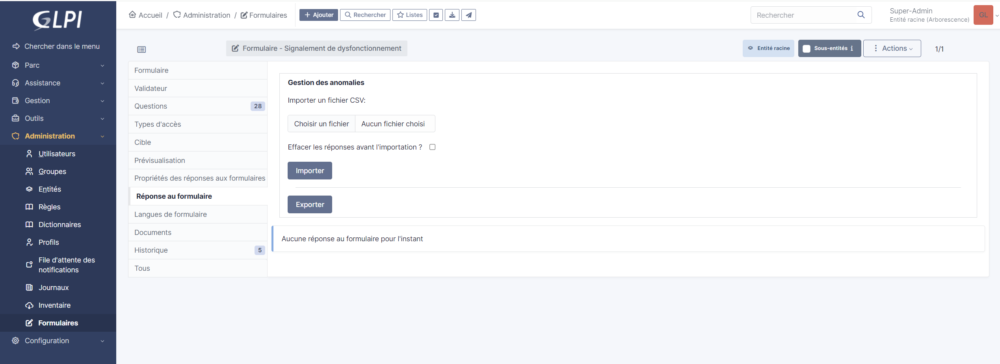 GLPI
Chercher dans le menu
Parc
Assistance
Gestion
Outils
Administration
Utilisateurs
Groupes
Entités
Règles
Dictionnaires
Profils
File d'attente des
notifications
Journaux
Inventaire
Formulaires
Configuration
Accueil / Administration / Formulaires
Ajouter
Rechercher
Listes
Rechercher
Super-Admin
Entité racine (Arborescence)
GL
Formulaire - Signalement de dysfonctionnement
Entité racine
Sous-entités
Actions
1/1
Formulaire
Validateur
Questions 28
Types d'accès
Cible
Prévisualisation
Propriétés des réponses aux formulaires
Réponse au formulaire
Langues de formulaire
Documents
Historique 5
Tous
Gestion des anomalies
Importer un fichier CSV:
Choisir un fichier Aucun fichier choisi
Effacer les réponses avant l'importation ?
Importer
Exporter
Aucune réponse au formulaire pour l'instant